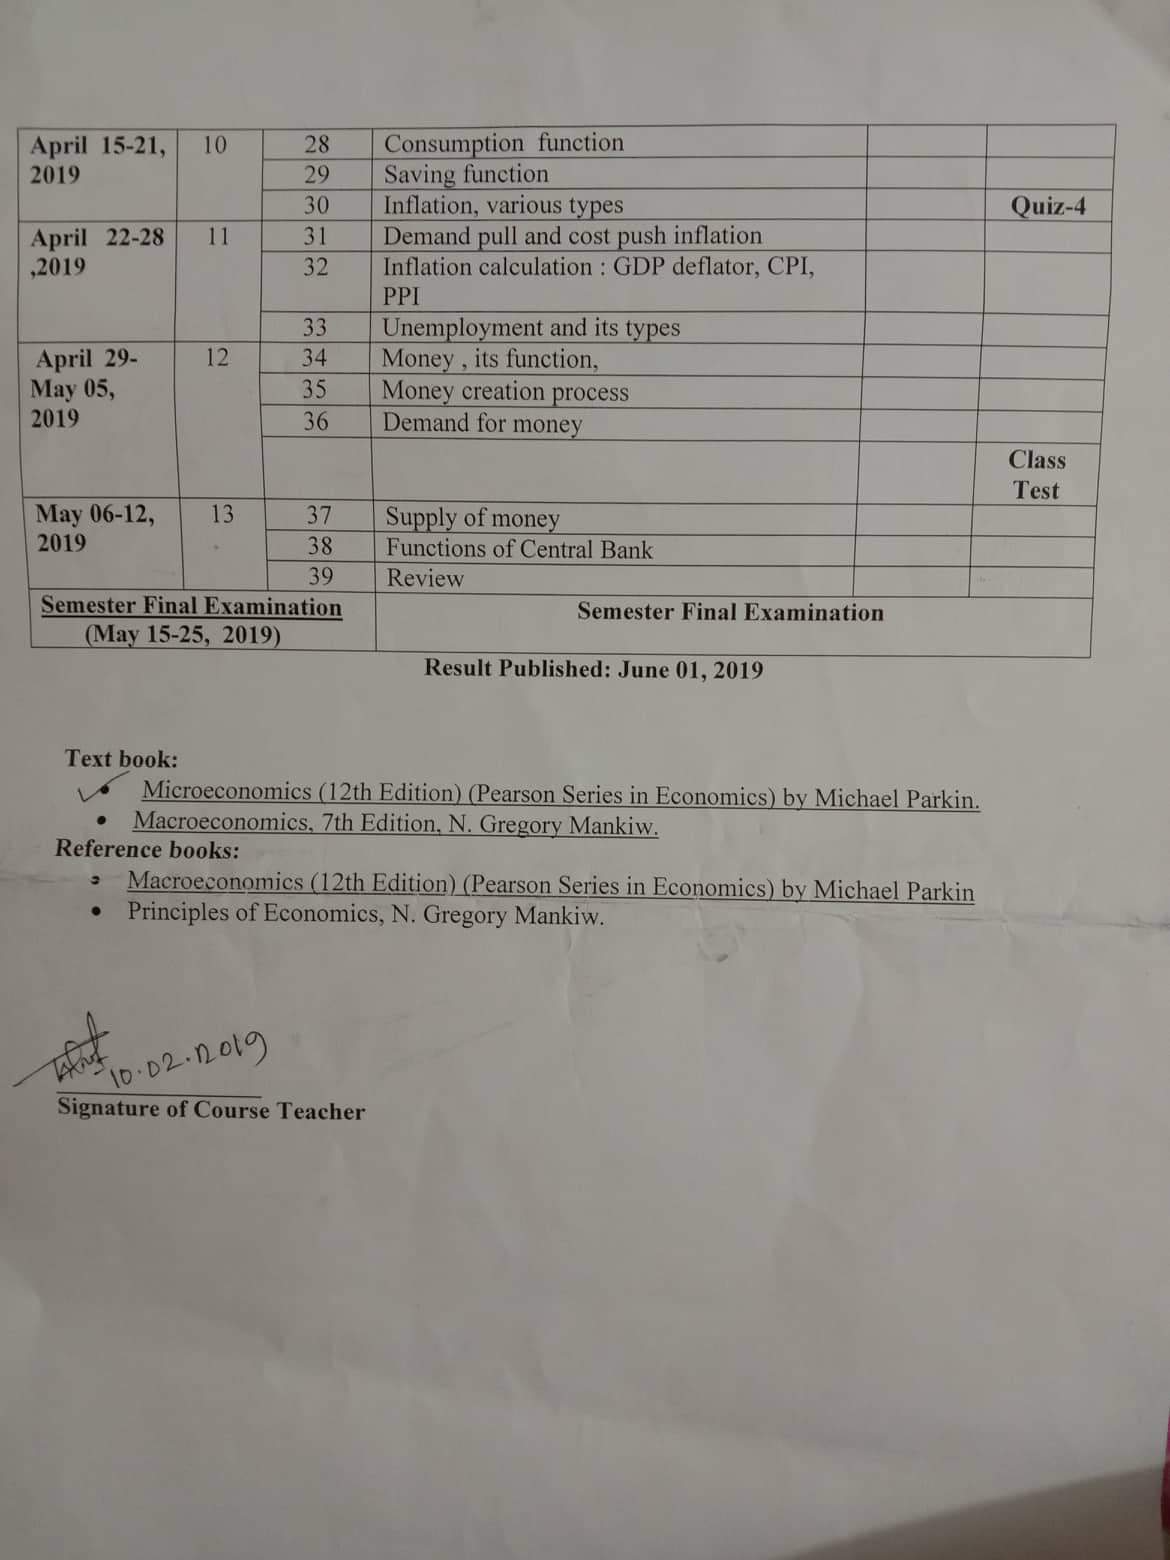 April 15-21, 10 28 Consumption function
2019 29 Saving function
30 Inflation, various types Quiz-4
April 22-28 11 31 Demand pull and cost push inflation
,2019 32 Inflation calculation : GDP deflator, CPI,
PPI
33 Unemployment and its types
April 29- 12 34 Money , its function,
May 05, 35 Money creation process
2019 36 Demand for money
Class
Test
May 06-12, 13 37 Supply of money
2019 38 Functions of Central Bank
39 Review
Semester Final Examination Semester Final Examination
(May 15-25, 2019)
Result Published: June 01, 2019
Text book:
• Microeconomics (12th Edition) (Pearson Series in Economics) by Michael Parkin.
• Macroeconomics, 7th Edition, N. Gregory Mankiw.
Reference books:
• Macroeconomics (12th Edition) (Pearson Series in Economics) by Michael Parkin
• Principles of Economics, N. Gregory Mankiw.
10.02.2019
Signature of Course Teacher